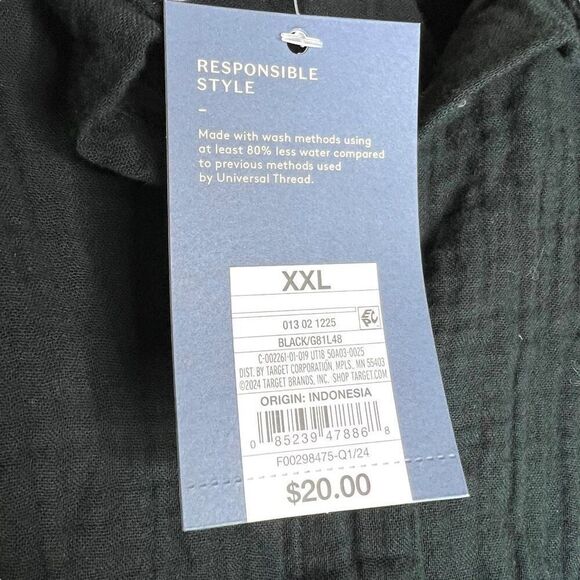 RESPONSIBLE
STYLE
–
Made with wash methods using
at least 80% less water compared
to previous methods used
by Universal Thread.
XXL
013 02 1225
EPC
BLACK/G81L48
C-002261-01-019 UT18 50A03-0025
DIST. BY TARGET CORPORATION, MPLS., MN 55403
©2024 TARGET BRANDS, INC. SHOP TARGET.COM
ORIGIN: INDONESIA
0 85239 47886 8
F00298475-Q1/24
$20.00